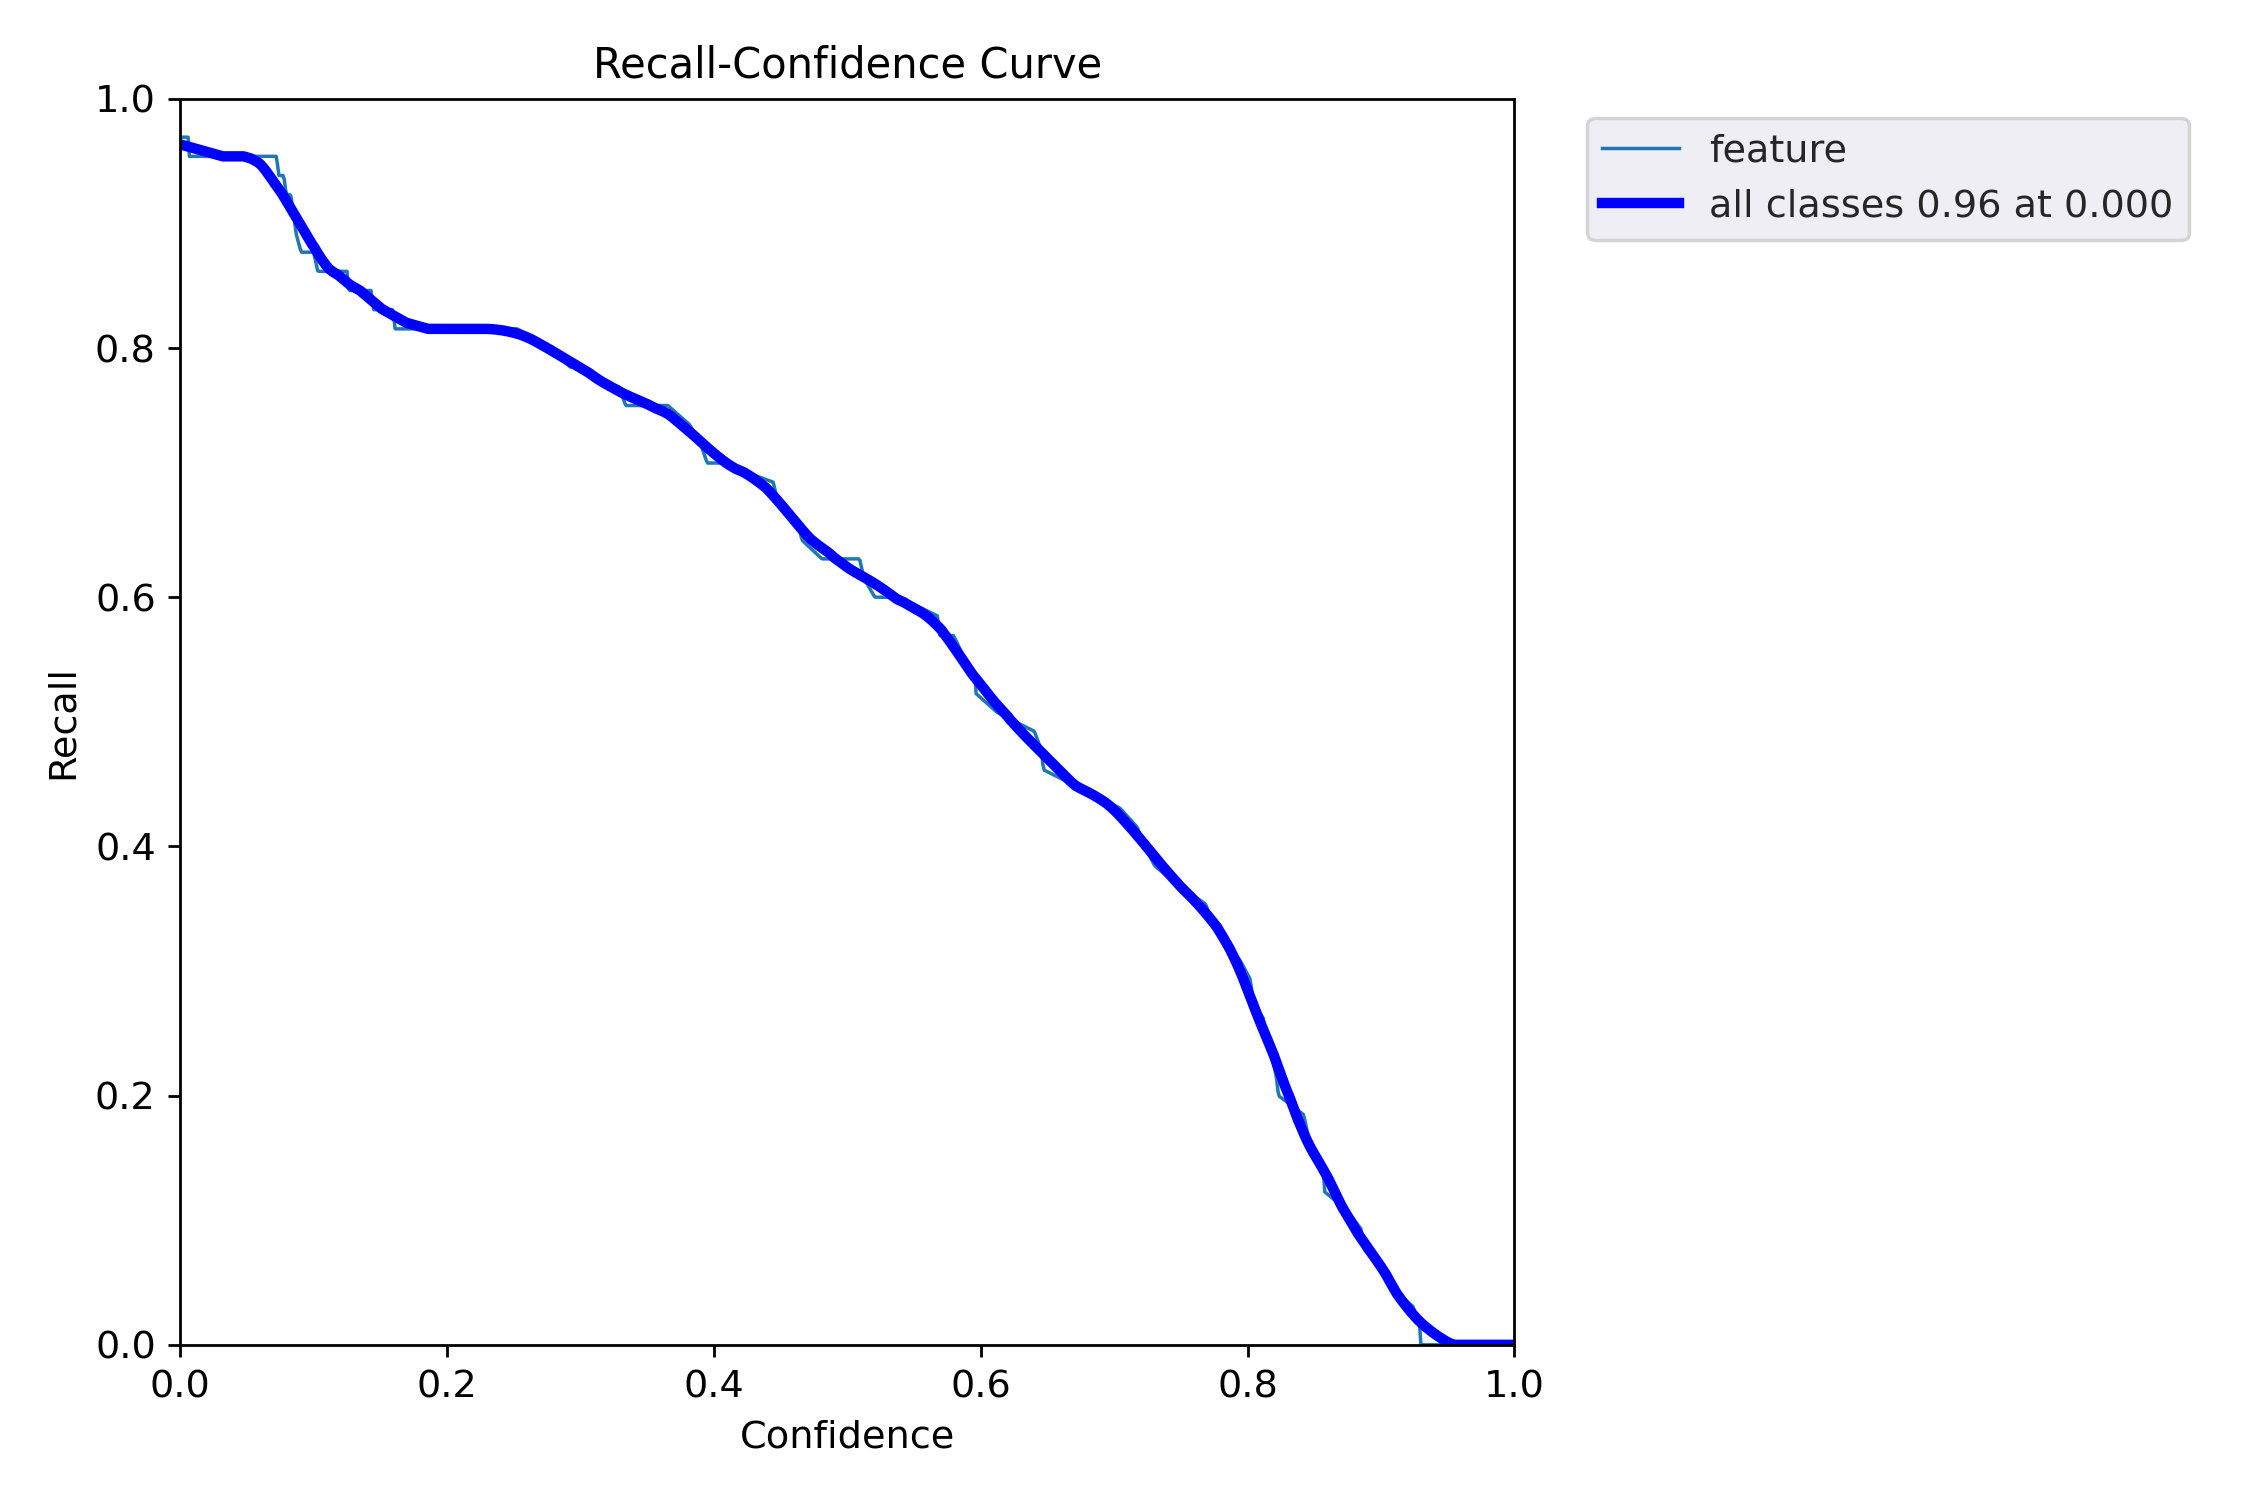 Recall-Confidence Curve
1.0
0.8
0.6
0.4
0.2
0.0
Recall
0.0 0.2 0.4 0.6 0.8 1.0
Confidence
feature
all classes 0.96 at 0.000